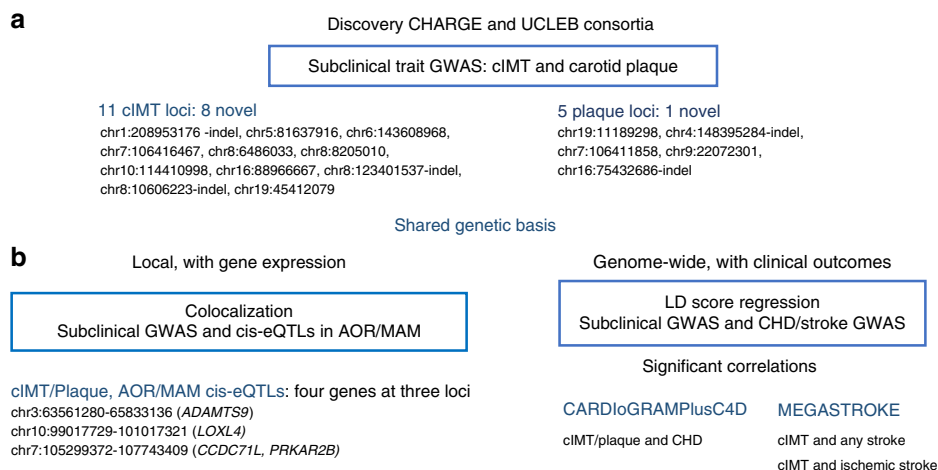 a
Discovery CHARGE and UCLEB consortia
Subclinical trait GWAS: cIMT and carotid plaque
11 cIMT loci: 8 novel
chr1:208953176 -indel, chr5:81637916, chr6:143608968,
chr7:106416467, chr8:6486033, chr8:8205010,
chr10:114410998, chr16:88966667, chr8:123401537-indel,
chr8:10606223-indel, chr19:45412079
5 plaque loci: 1 novel
chr19:11189298, chr4:148395284-indel,
chr7:106411858, chr9:22072301,
chr16:75432686-indel
Shared genetic basis
b
Local, with gene expression
Colocalization
Subclinical GWAS and cis-eQTLs in AOR/MAM
cIMT/Plaque, AOR/MAM cis-eQTLs: four genes at three loci
chr3:63561280-65833136 (ADAMTS9)
chr10:99017729-101017321 (LOXL4)
chr7:105299372-107743409 (CCDC71L, PRKAR2B)
Genome-wide, with clinical outcomes
LD score regression
Subclinical GWAS and CHD/stroke GWAS
Significant correlations
CARDIoGRAMPlusC4D
cIMT/plaque and CHD
MEGASTROKE
cIMT and any stroke
cIMT and ischemic stroke